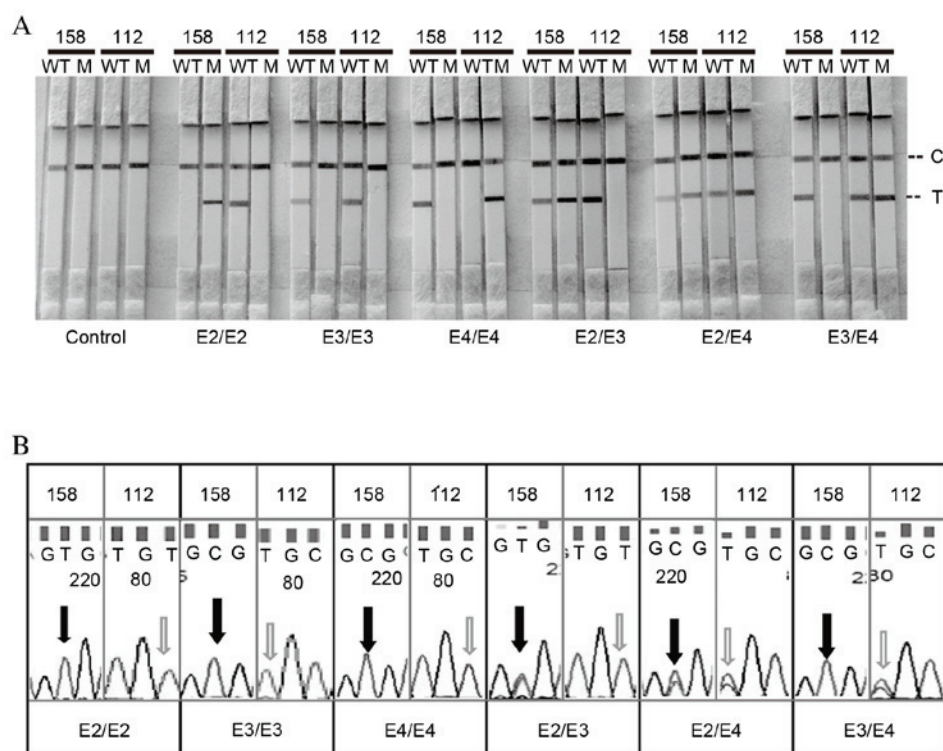 A
158 112 158 112 158 112 158 112 158 112 158 112 158 112
WT M WT M WT M WT M WT M WT M WT M WT M WT M WT M WT M WT M WT M WT M
C
T
Control E2/E2 E3/E3 E4/E4 E2/E3 E2/E4 E3/E4
B
158 112 158 112 158 112 158 112 158 112 158 112
G T G T G T G C G T G C G C G T G C G T G T G T G C G T G C G C G T G C
220 80 80 220 80 220
E2/E2 E3/E3 E4/E4 E2/E3 E2/E4 E3/E4